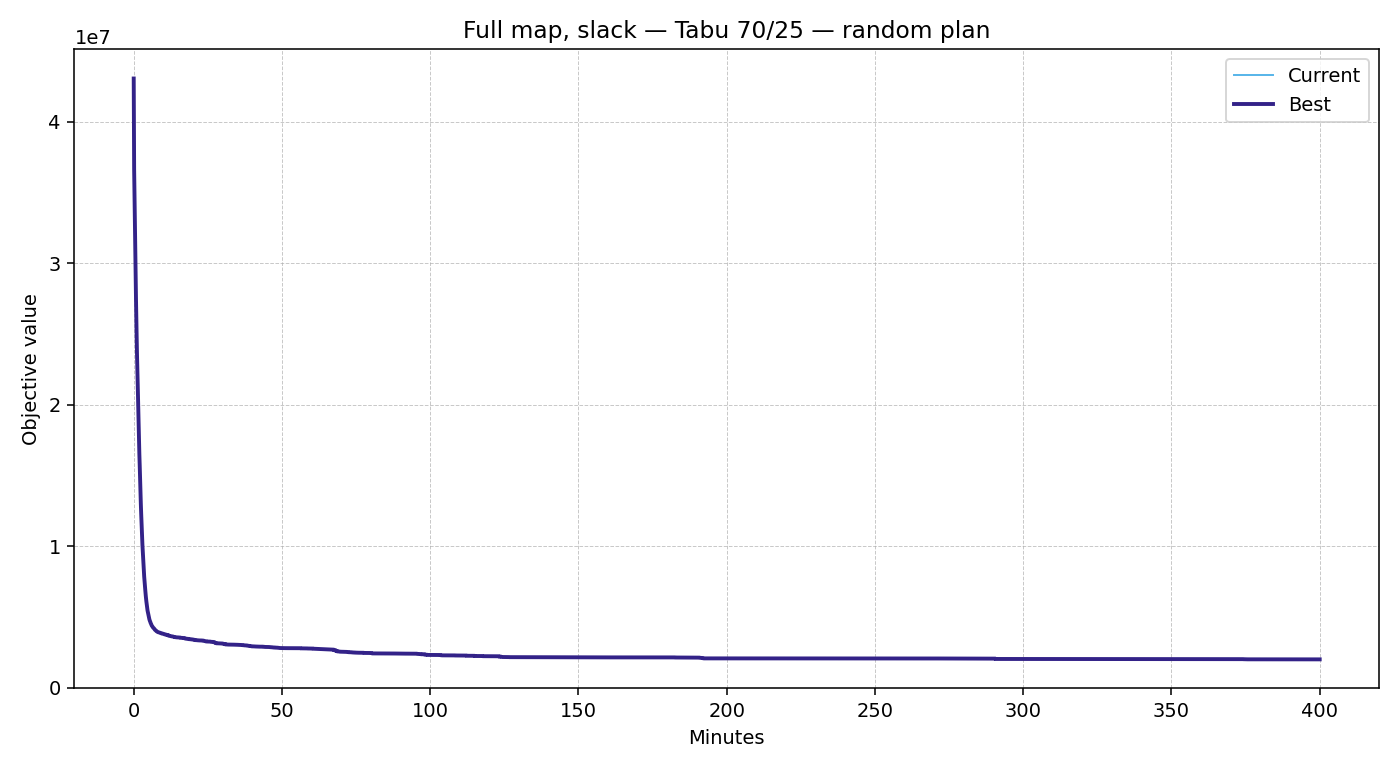 Full map, slack — Tabu 70/25 — random plan
1e7
Current
Best
4
3
2
1
0
Objective value
0 50 100 150 200 250 300 350 400
Minutes